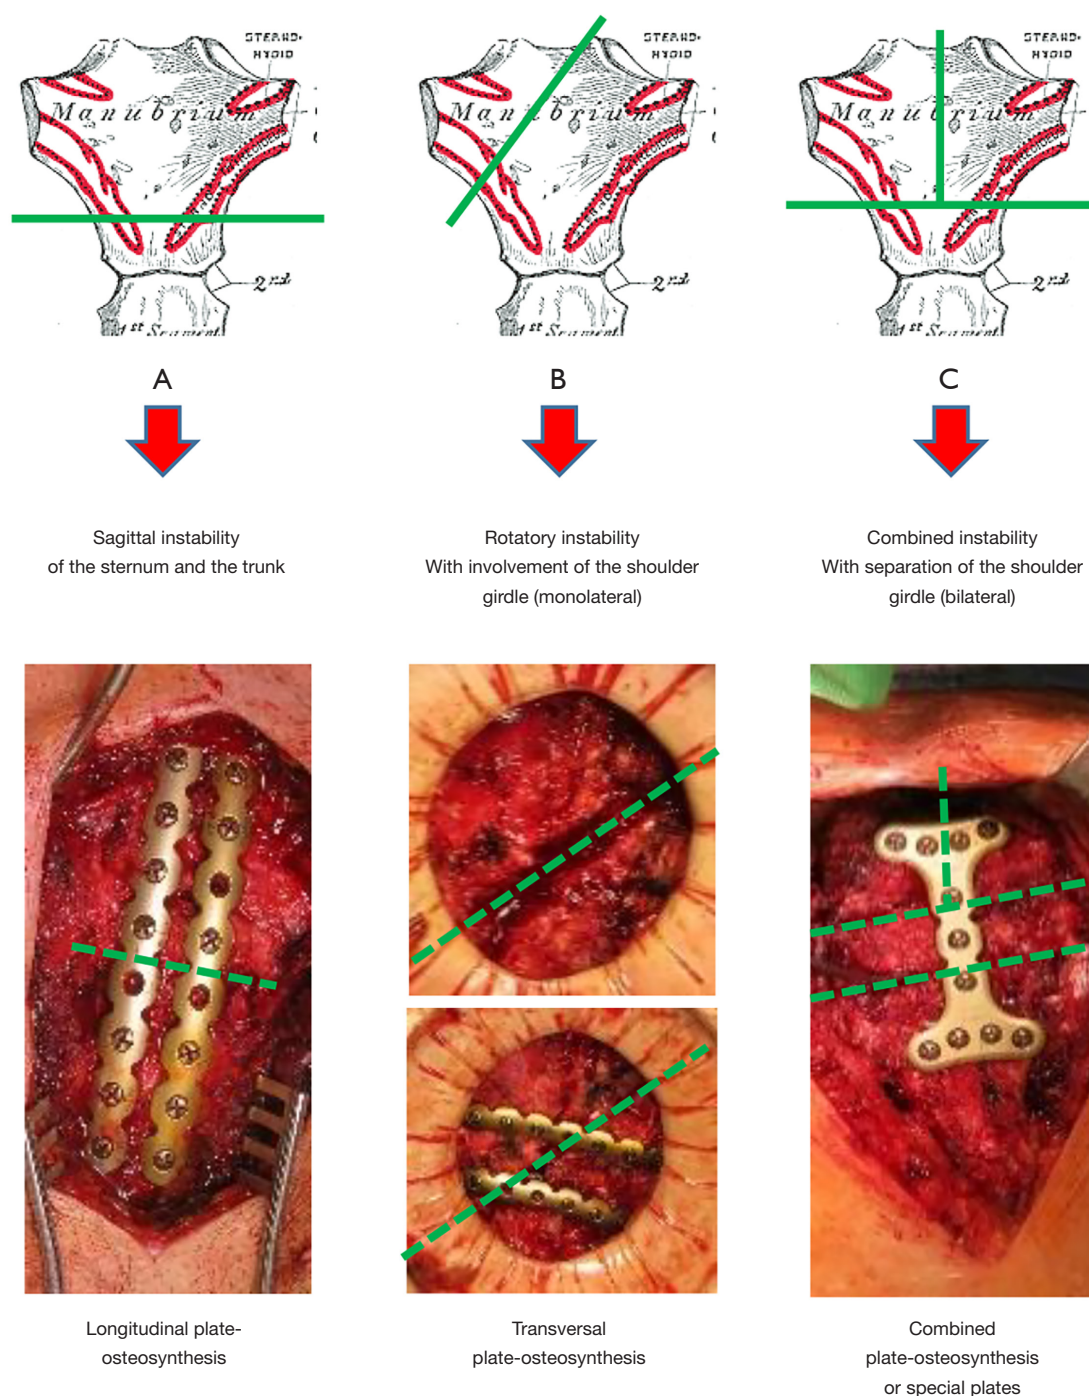 STERNO-
HYOID
Manubrium
2nd
1st Segment
STERNO-
HYOID
Manubrium
2nd
1st Segment
STERNO-
HYOID
Manubrium
2nd
1st Segment
A
B
C
Sagittal instability
of the sternum and the trunk
Rotatory instability
With involvement of the shoulder
girdle (monolateral)
Combined instability
With separation of the shoulder
girdle (bilateral)
Longitudinal plate-
osteosynthesis
Transversal
plate-osteosynthesis
Combined
plate-osteosynthesis
or special plates